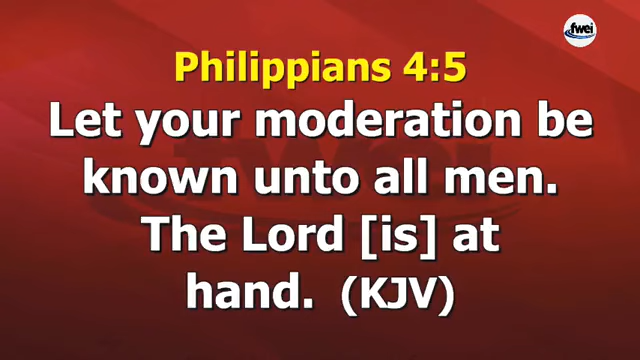 fwei
Philippians 4:5
Let your moderation be
known unto all men.
The Lord [is] at
hand. (KJV)